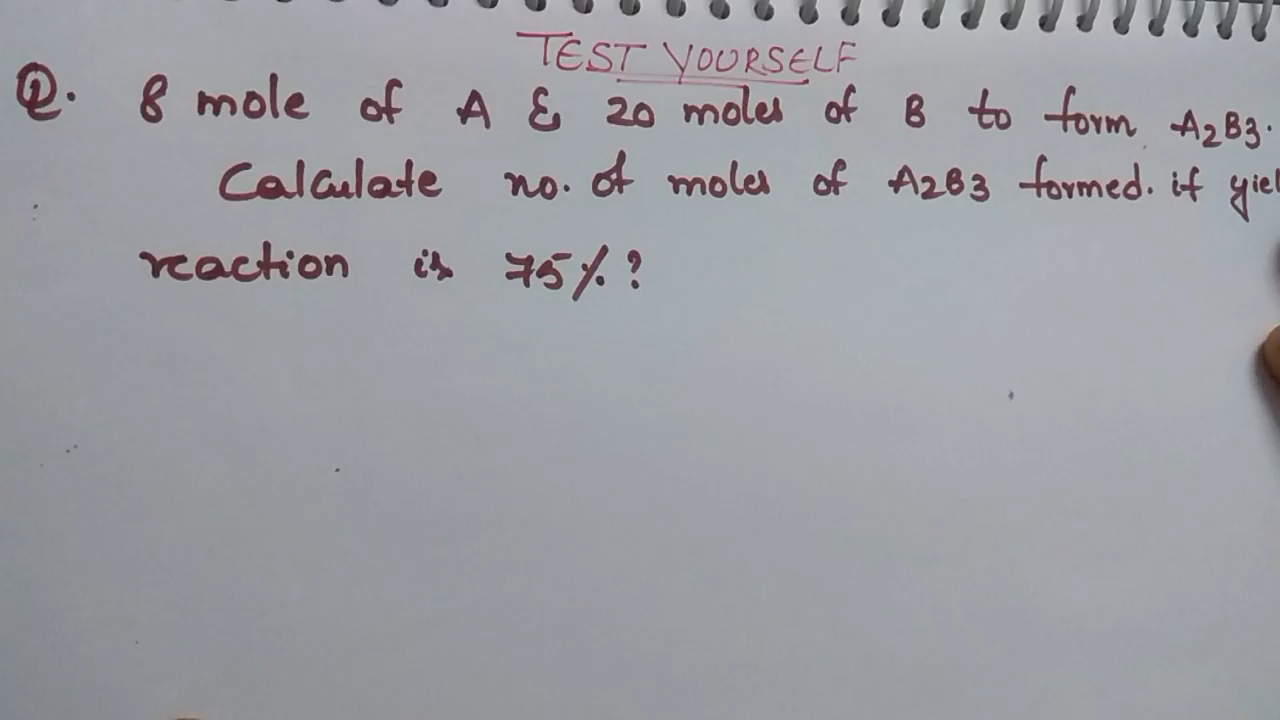 TEST YOURSELF
Q. 8 mole of A & 20 moles of B to form A2B3.
Calculate no. of moles of A2B3 formed. if yiel
reaction is 75%?